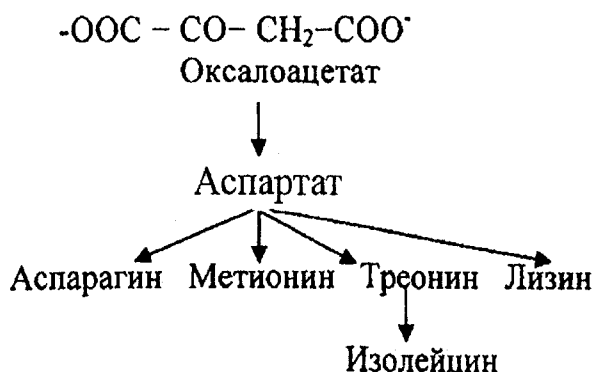 -OOC – CO– CH₂–COO⁻
Оксалоацетат
Аспартат
Аспарагин Метионин Треонин Лизин
Изолейцин